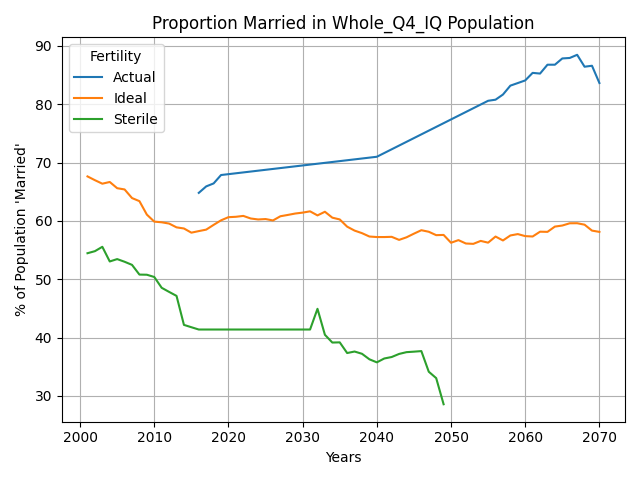 Proportion Married in Whole_Q4_IQ Population
% of Population 'Married'
90
80
70
60
50
40
30
Fertility
Actual
Ideal
Sterile
2000 2010 2020 2030 2040 2050 2060 2070
Years